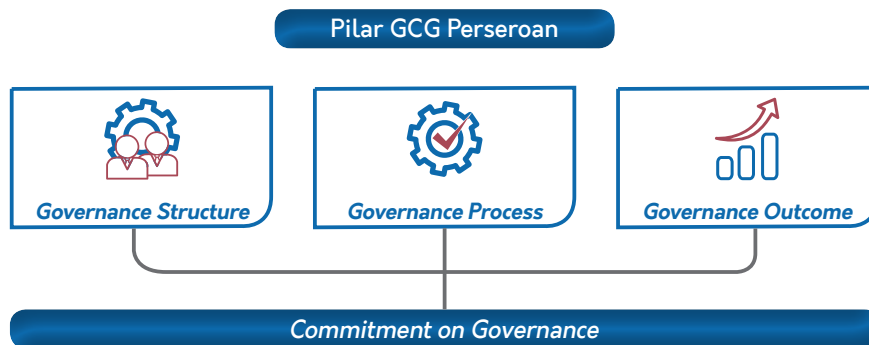 Pilar GCG Perseroan
Governance Structure
Governance Process
Governance Outcome
Commitment on Governance